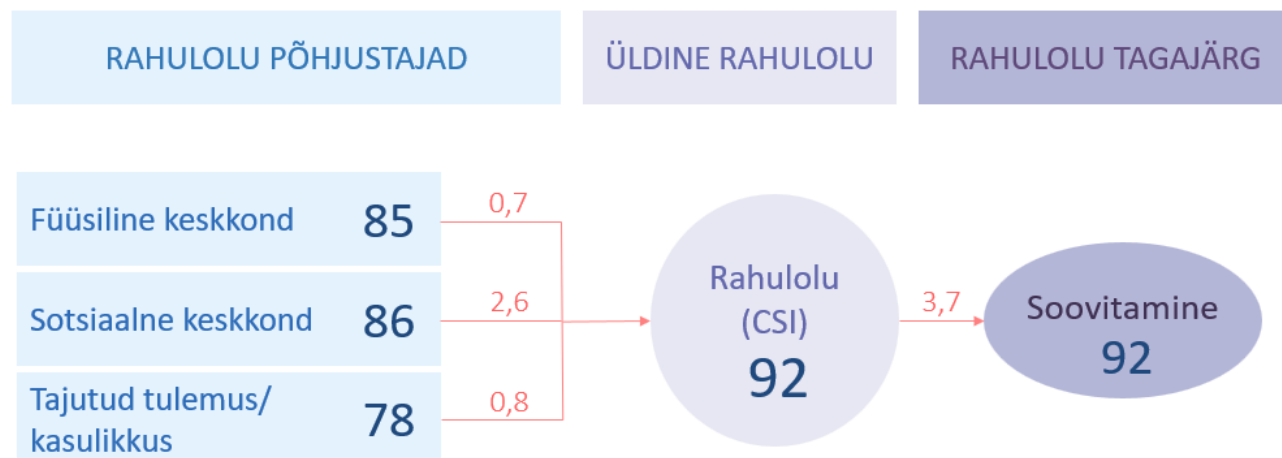 RAHULOLU PÕHJUSTAJAD
ÜLDINE RAHULOLU
RAHULOLU TAGAJÄRG
Füüsiline keskkond 85
0,7
Sotsiaalne keskkond 86
2,6
Tajutud tulemus/
kasulikkus 78
0,8
Rahulolu
(CSI)
92
3,7
Soovitamine
92